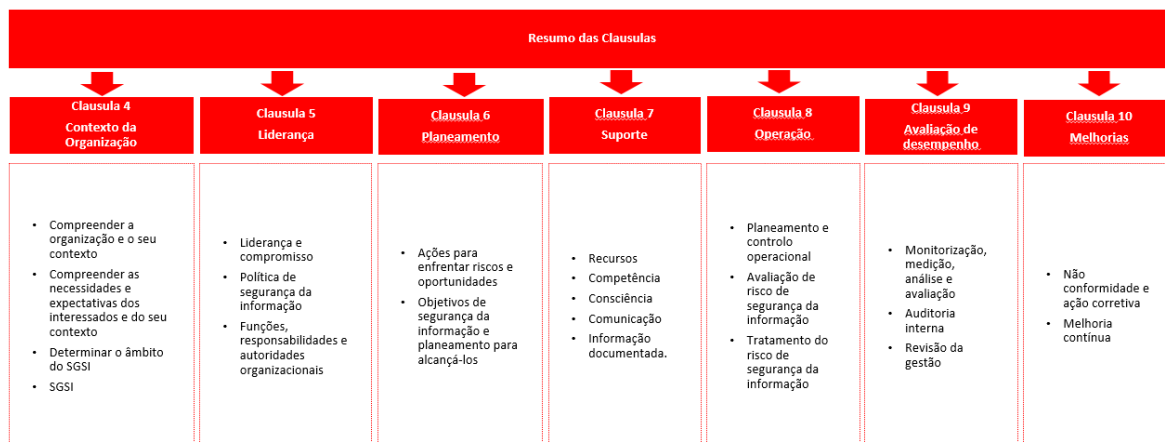 Resumo das Clausulas
Clausula 4
Contexto da
Organização
• Compreender a
organização e o seu
contexto
• Compreender as
necessidades e
expectativas dos
interessados e do seu
contexto
• Determinar o âmbito
do SGSI
• SGSI
Clausula 5
Liderança
• Liderança e
compromisso
• Política de
segurança da
informação
• Funções,
responsabilidades e
autoridades
organizacionais
Clausula 6
Planeamento
• Ações para
enfrentar riscos e
oportunidades
• Objetivos de
segurança da
informação e
planeamento para
alcançá-los
Clausula 7
Suporte
• Recursos
• Competência
• Consciência
• Comunicação
• Informação
documentada.
Clausula 8
Operação
• Planeamento e
controlo
operacional
• Avaliação de
risco de
segurança da
informação
• Tratamento do
risco de
segurança da
informação
Clausula 9
Avaliação de
desempenho
• Monitorização,
medição,
análise e
avaliação
• Auditoria
interna
• Revisão da
gestão
Clausula 10
Melhorias
• Não
conformidade e
ação corretiva
• Melhoria
contínua